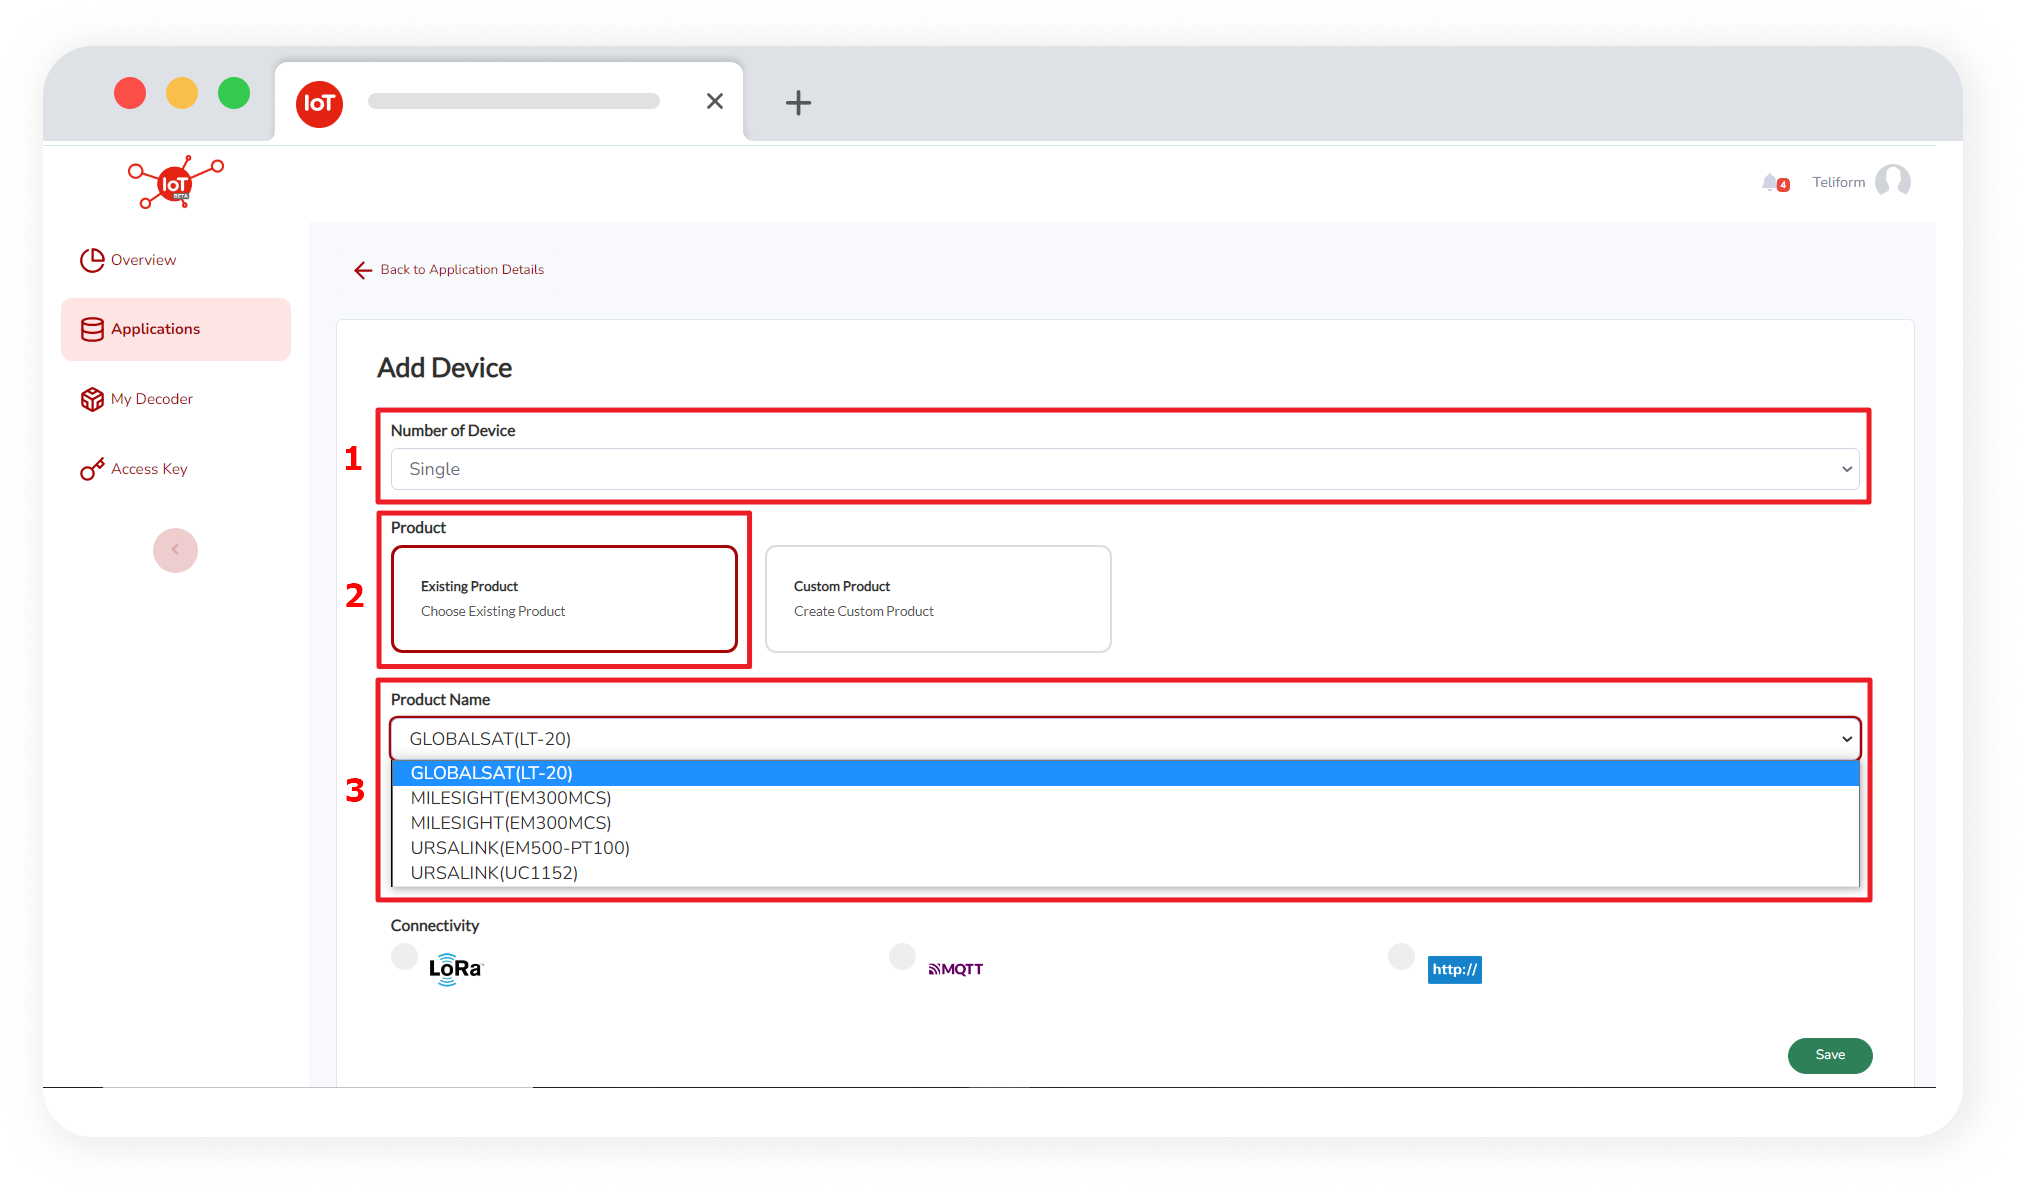 IoT
IoT
4
Teliform
Overview
Back to Application Details
Applications
Add Device
My Decoder
Number of Device
1
Single
Access Key
Product
2
Existing Product
Choose Existing Product
Custom Product
Create Custom Product
Product Name
GLOBALSAT(LT-20)
3
GLOBALSAT(LT-20)
MILESIGHT(EM300MCS)
MILESIGHT(EM300MCS)
URSALINK(EM500-PT100)
URSALINK(UC1152)
Connectivity
LoRa
MQTT
http://
Save